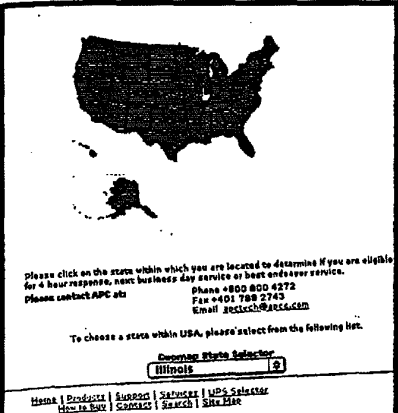 Please click on the state within which you are located to determine if you are eligible
for 4 hour response, next business day service or best endeavor service.
Please contact APC at:
Phone +800 800 4272
Fax +401 788 2743
Email apctech@apcc.com
To choose a state within USA, please select from the following list.
State Selector
Illinois
Home | Products | Support | Services | UPS Selector
How to Buy | Contact | Search | Site Map